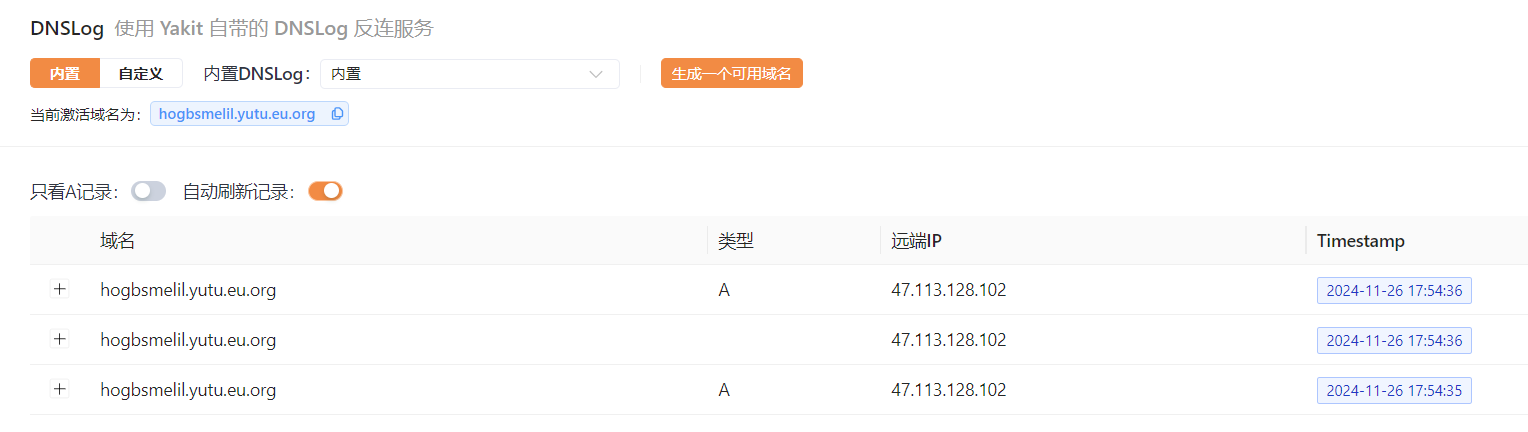 DNSLog 使用 Yakit 自带的 DNSLog 反连服务
内置 自定义 内置DNSLog： 内置 生成一个可用域名
当前激活域名为： hogbsmelil.yutu.eu.org
只看A记录： 自动刷新记录：
域名 类型 远端IP Timestamp
hogbsmelil.yutu.eu.org A 47.113.128.102 2024-11-26 17:54:36
hogbsmelil.yutu.eu.org 47.113.128.102 2024-11-26 17:54:36
hogbsmelil.yutu.eu.org A 47.113.128.102 2024-11-26 17:54:35